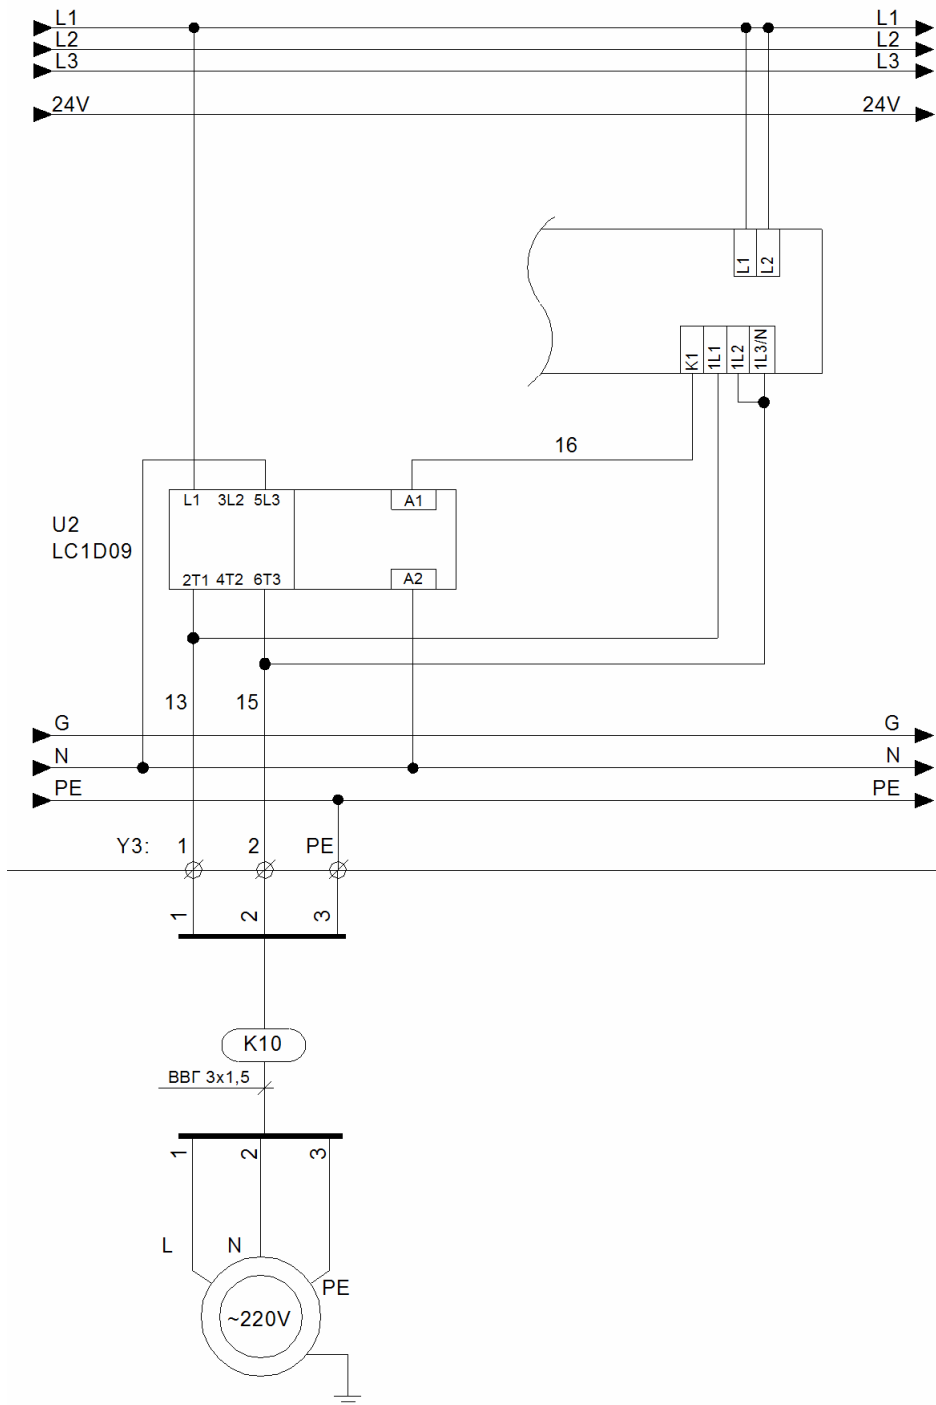 L1 L1
L2 L2
L3 L3
24V 24V
L1 L2
K1 1L1 1L2 1L3/N
16
L1 3L2 5L3 A1
U2
LC1D09
2T1 4T2 6T3 A2
13 15
G G
N N
PE PE
Y3: 1 2 PE
1 2 3
K10
ВВГ 3x1,5
1 2 3
L N
PE
~220V